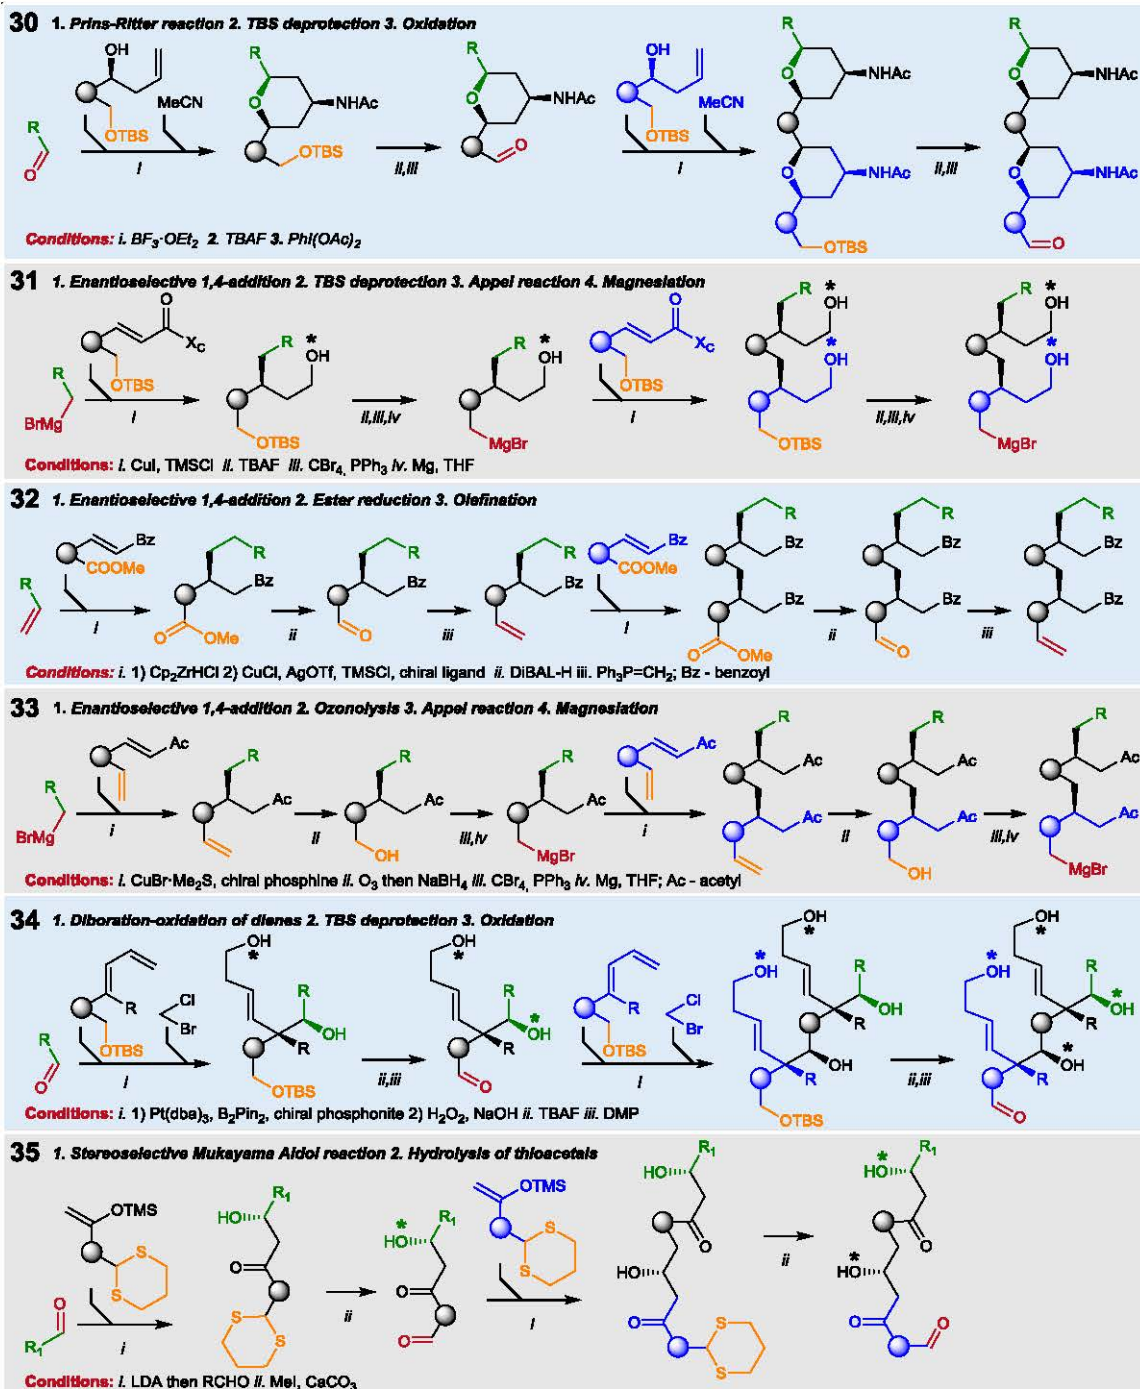 30 1. Prins-Ritter reaction 2. TBS deprotection 3. Oxidation
OH
MeCN
OTBS
R
O
i
R
O
NHAc
OTBS
ii,iii
R
O
NHAc
O
OH
MeCN
OTBS
i
R
O
NHAc
O
NHAc
OTBS
ii,iii
R
O
NHAc
O
NHAc
O
Conditions: i. BF3·OEt2 2. TBAF 3. PhI(OAc)2
31 1. Enantioselective 1,4-addition 2. TBS deprotection 3. Appel reaction 4. Magnesiation
O
XC
OTBS
R
BrMg
i
R
*
OH
OTBS
ii,iii,iv
R
*
OH
MgBr
O
XC
OTBS
i
R
*
OH
*
OH
OTBS
ii,iii,iv
R
*
OH
*
OH
MgBr
Conditions: i. CuI, TMSCl ii. TBAF iii. CBr4, PPh3 iv. Mg, THF
32 1. Enantioselective 1,4-addition 2. Ester reduction 3. Olefination
Bz
COOMe
R
i
R
Bz
O
OMe
ii
R
Bz
O
iii
R
Bz
Bz
COOMe
i
R
Bz
Bz
O
OMe
ii
R
Bz
Bz
O
iii
R
Bz
Bz
Conditions: i. 1) Cp2ZrHCl 2) CuCl, AgOTf, TMSCl, chiral ligand ii. DiBAL-H iii. Ph3P=CH2; Bz - benzoyl
33 1. Enantioselective 1,4-addition 2. Ozonolysis 3. Appel reaction 4. Magnesiation
Ac
R
BrMg
i
R
Ac
ii
R
Ac
OH
iii,iv
R
Ac
MgBr
Ac
i
R
Ac
Ac
ii
R
Ac
Ac
OH
iii,iv
R
Ac
Ac
MgBr
Conditions: i. CuBr·Me2S, chiral phosphine ii. O3 then NaBH4 iii. CBr4, PPh3 iv. Mg, THF; Ac - acetyl
34 1. Diboration-oxidation of dienes 2. TBS deprotection 3. Oxidation
R
Cl
Br
OTBS
R
O
i
OH
*
R
OH
R
OTBS
ii,iii
OH
*
R
*
OH
R
O
R
Cl
Br
OTBS
i
OH
*
*
OH
R
OH
R
OH
R
OTBS
ii,iii
OH
*
*
OH
R
*
OH
R
OH
*
R
O
Conditions: i. 1) Pt(dba)3, B2Pin2, chiral phosphonite 2) H2O2, NaOH ii. TBAF iii. DMP
35 1. Stereoselective Mukayama Aldol reaction 2. Hydrolysis of thioacetals
OTMS
S
S
O
R1
i
R1
HO
O
S
S
ii
R1
*
HO
O
O
OTMS
S
S
i
R1
HO
O
HO
O
S
S
ii
R1
*
HO
O
*
HO
O
O
Conditions: i. LDA then RCHO ii. MeI, CaCO3